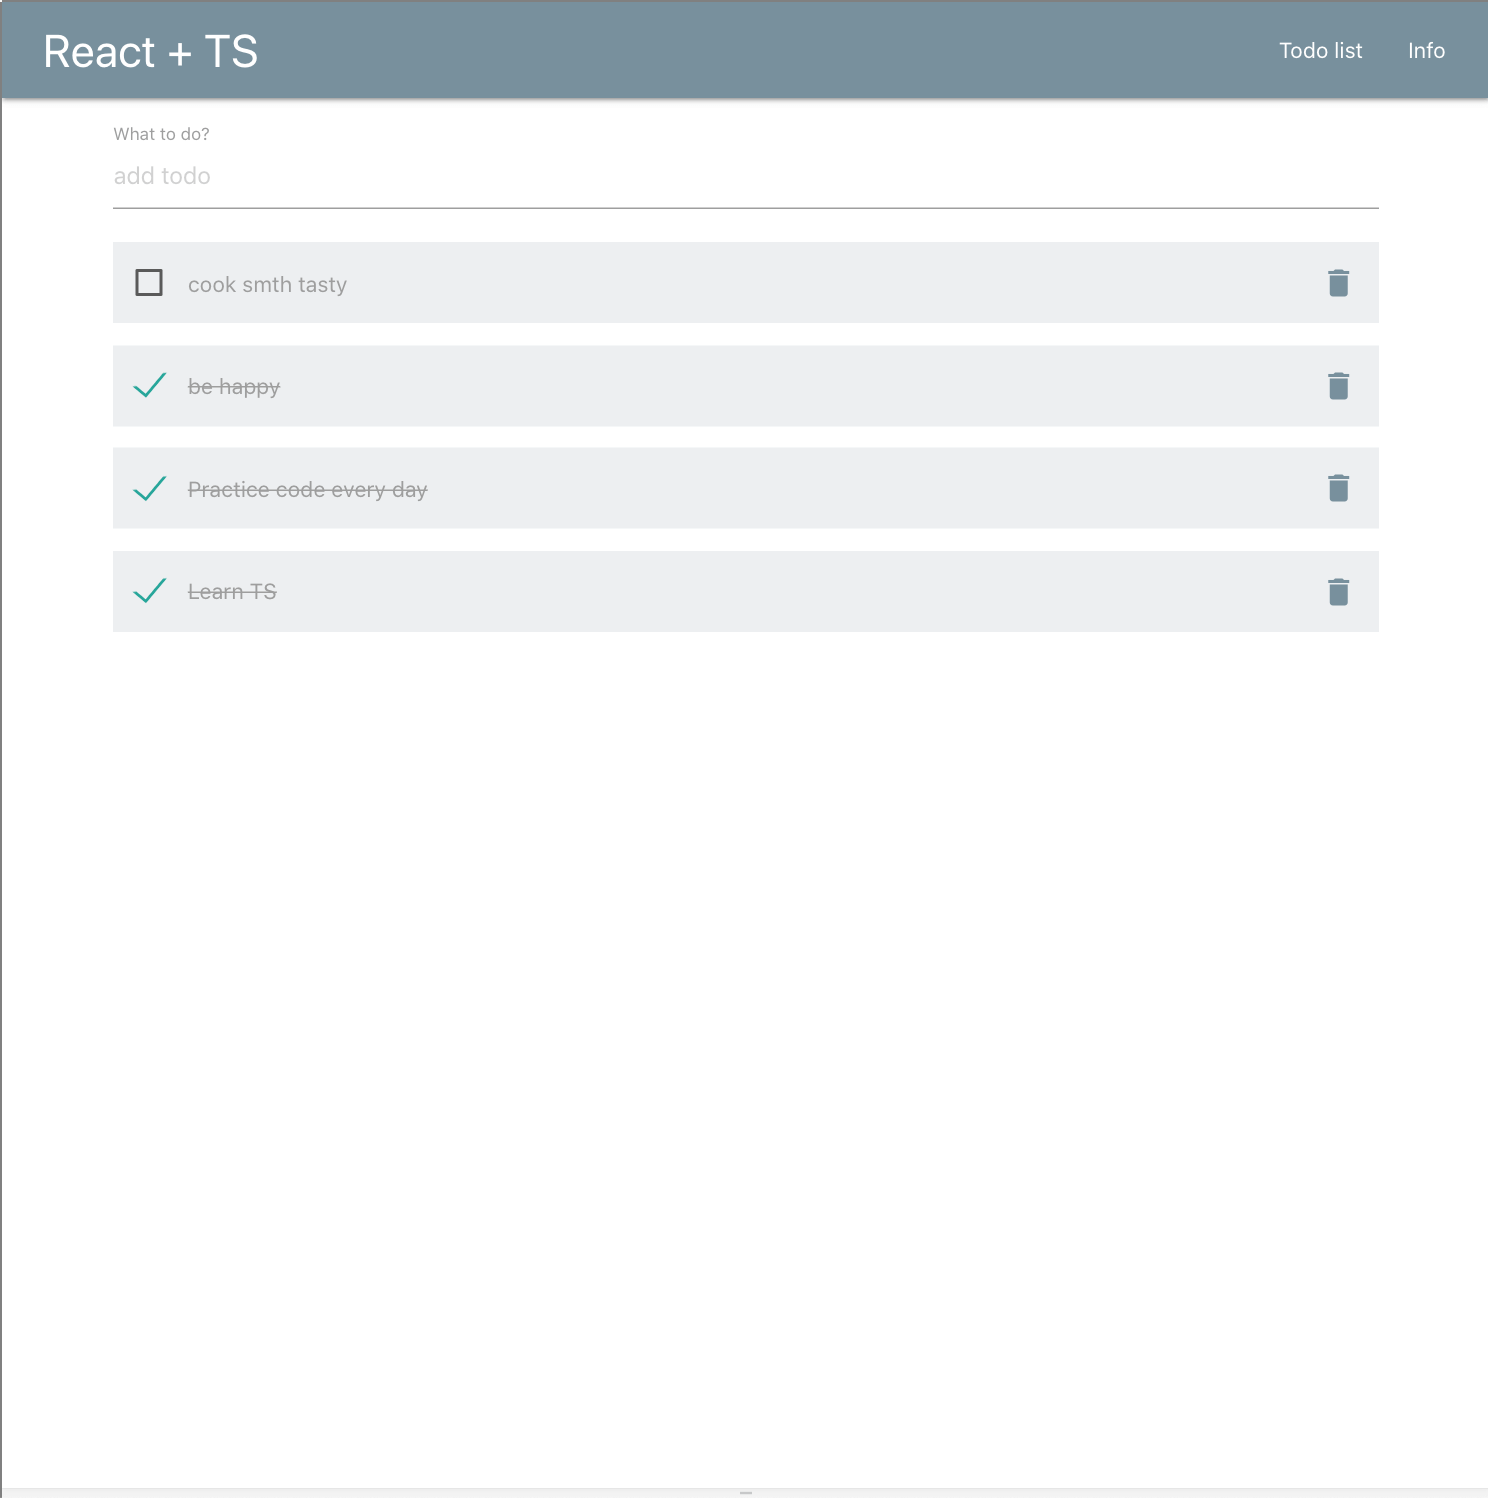 React + TS
Todo list
Info
What to do?
add todo
cook smth tasty
be happy
Practice code every day
Learn TS